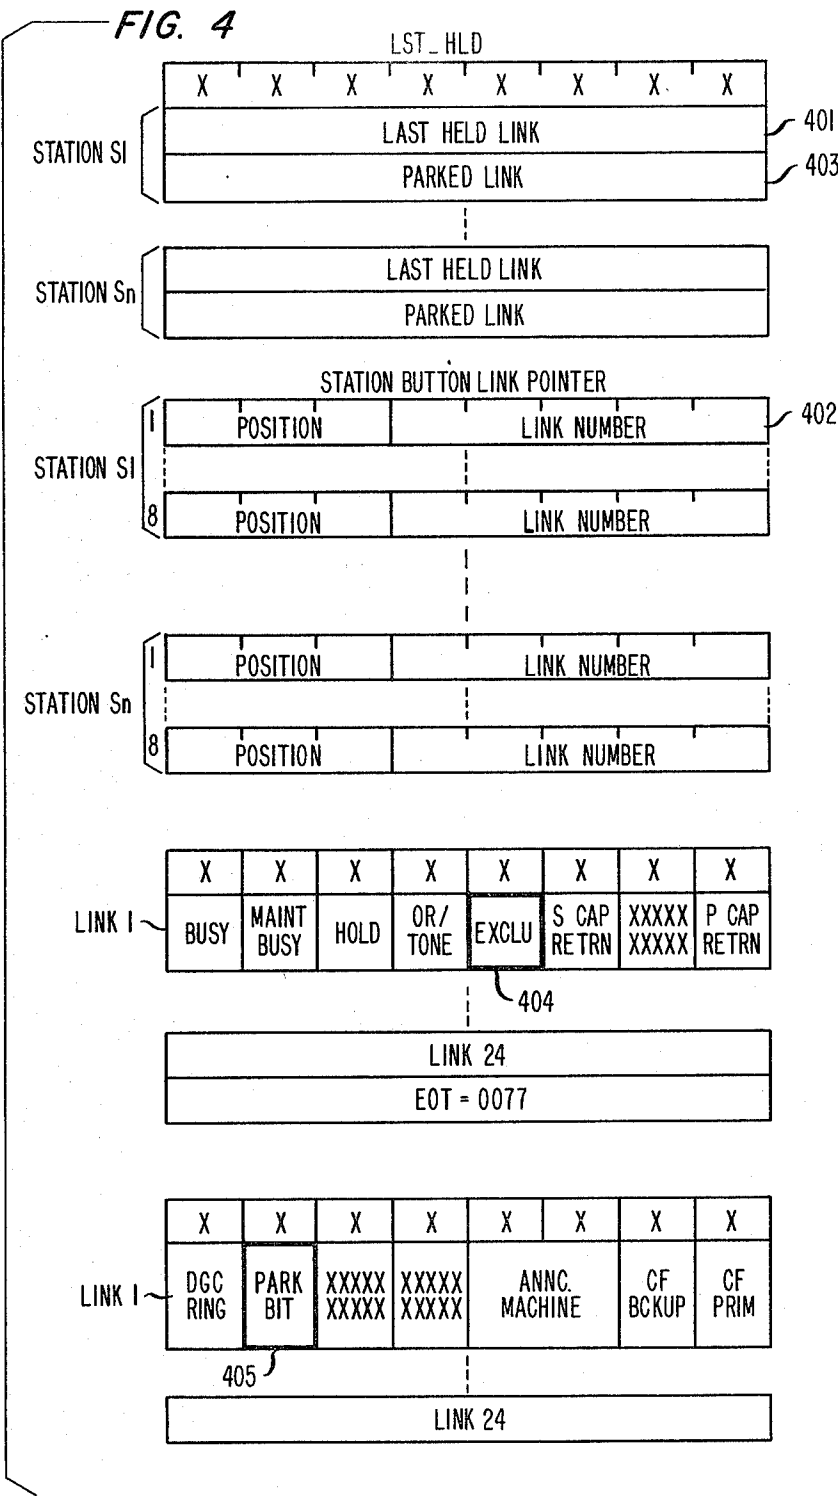 FIG. 4
LST_HLD
X X X X X X X X
STATION S1
LAST HELD LINK 401
PARKED LINK 403
STATION Sn
LAST HELD LINK
PARKED LINK
STATION BUTTON LINK POINTER
STATION S1
1 POSITION LINK NUMBER 402
8 POSITION LINK NUMBER
STATION Sn
1 POSITION LINK NUMBER
8 POSITION LINK NUMBER
X X X X X X X X
LINK 1
BUSY
MAINT
BUSY
HOLD
OR/
TONE
EXCLU
S CAP
RETRN
XXXXX
XXXXX
P CAP
RETRN
404
LINK 24
EOT = 0077
X X X X X X X X
LINK 1
DGC
RING
PARK
BIT
XXXXX
XXXXX
XXXXX
XXXXX
ANNC.
MACHINE
CF
BCKUP
CF
PRIM
405
LINK 24